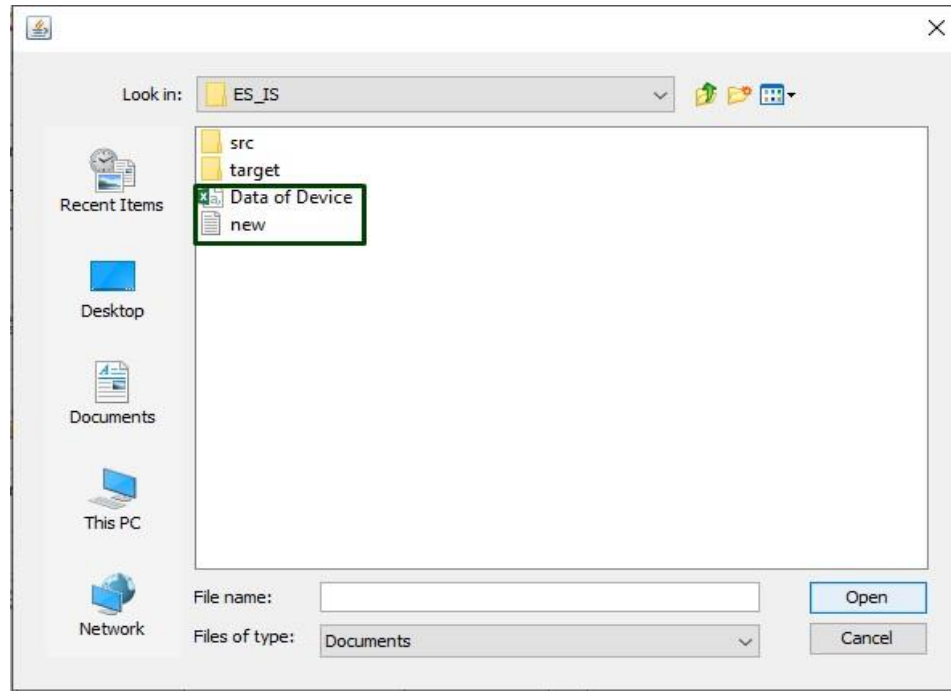 Look in:
ES_IS
src
target
Data of Device
new
Recent Items
Desktop
Documents
This PC
Network
File name:
Open
Files of type:
Documents
Cancel